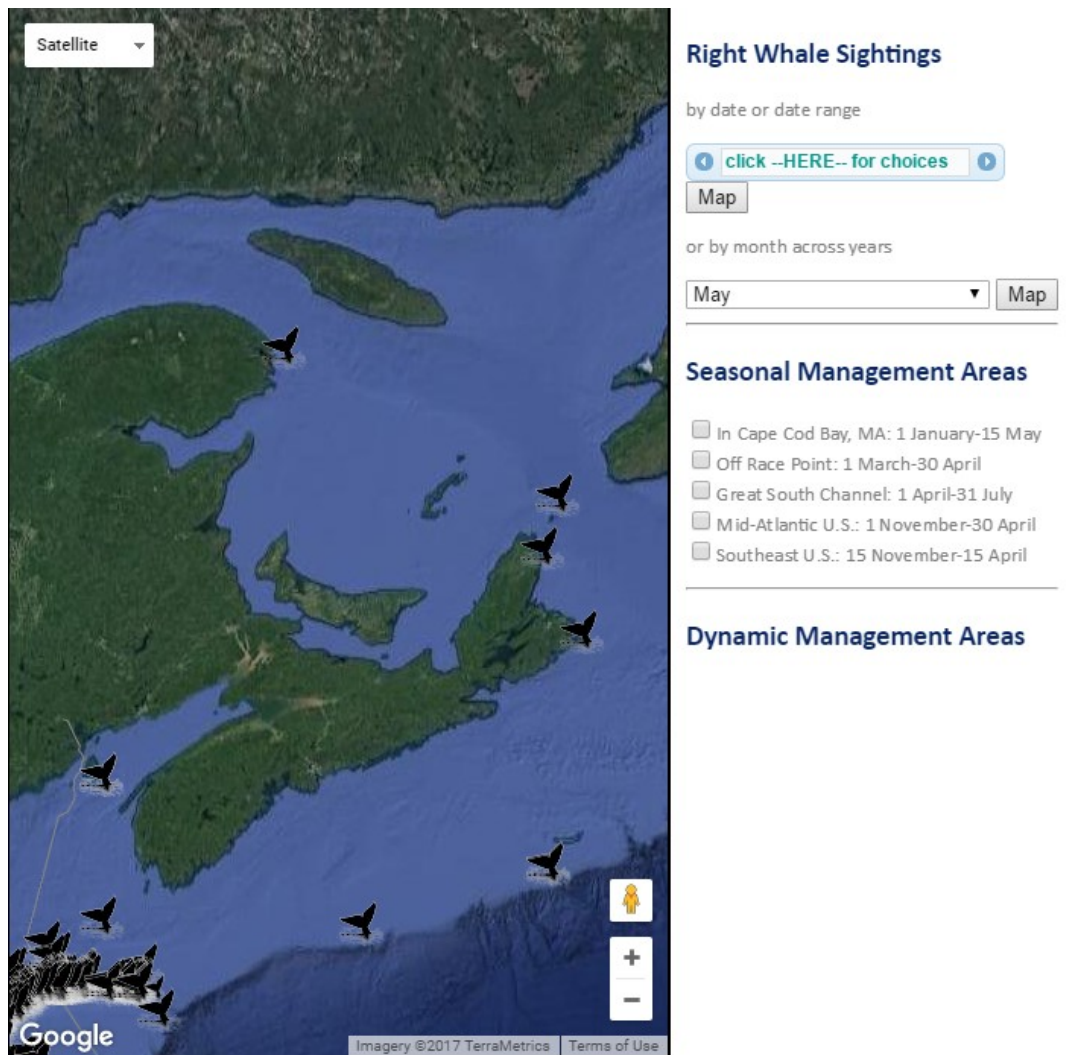 Satellite
Right Whale Sightings
by date or date range
click --HERE-- for choices
Map
or by month across years
May
Map
Seasonal Management Areas
In Cape Cod Bay, MA: 1 January-15 May
Off Race Point: 1 March-30 April
Great South Channel: 1 April-31 July
Mid-Atlantic U.S.: 1 November-30 April
Southeast U.S.: 15 November-15 April
Dynamic Management Areas
+
−
Google
Imagery ©2017 TerraMetrics
Terms of Use